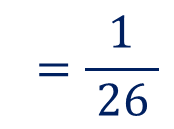 = 1/26